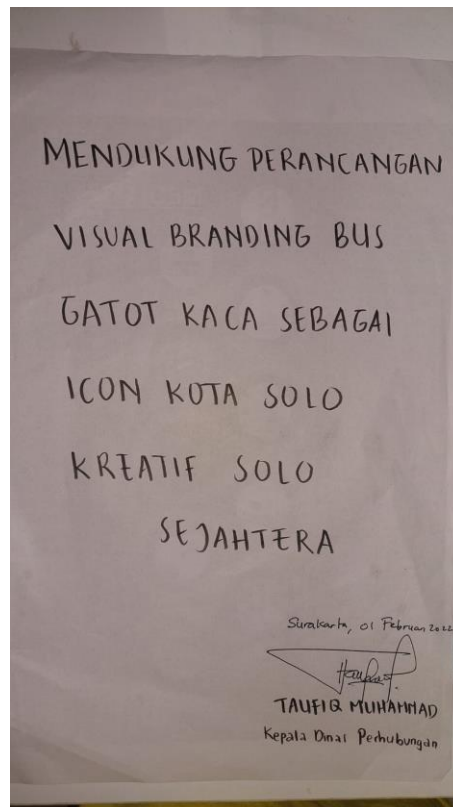 MENDUKUNG PERANCANGAN
VISUAL BRANDING BUS
GATOT KACA SEBAGAI
ICON KOTA SOLO
KREATIF SOLO
SEJAHTERA
Surakarta, 01 Februari 2022
TAUFIQ MUHAMMAD
Kepala Dinas Perhubungan